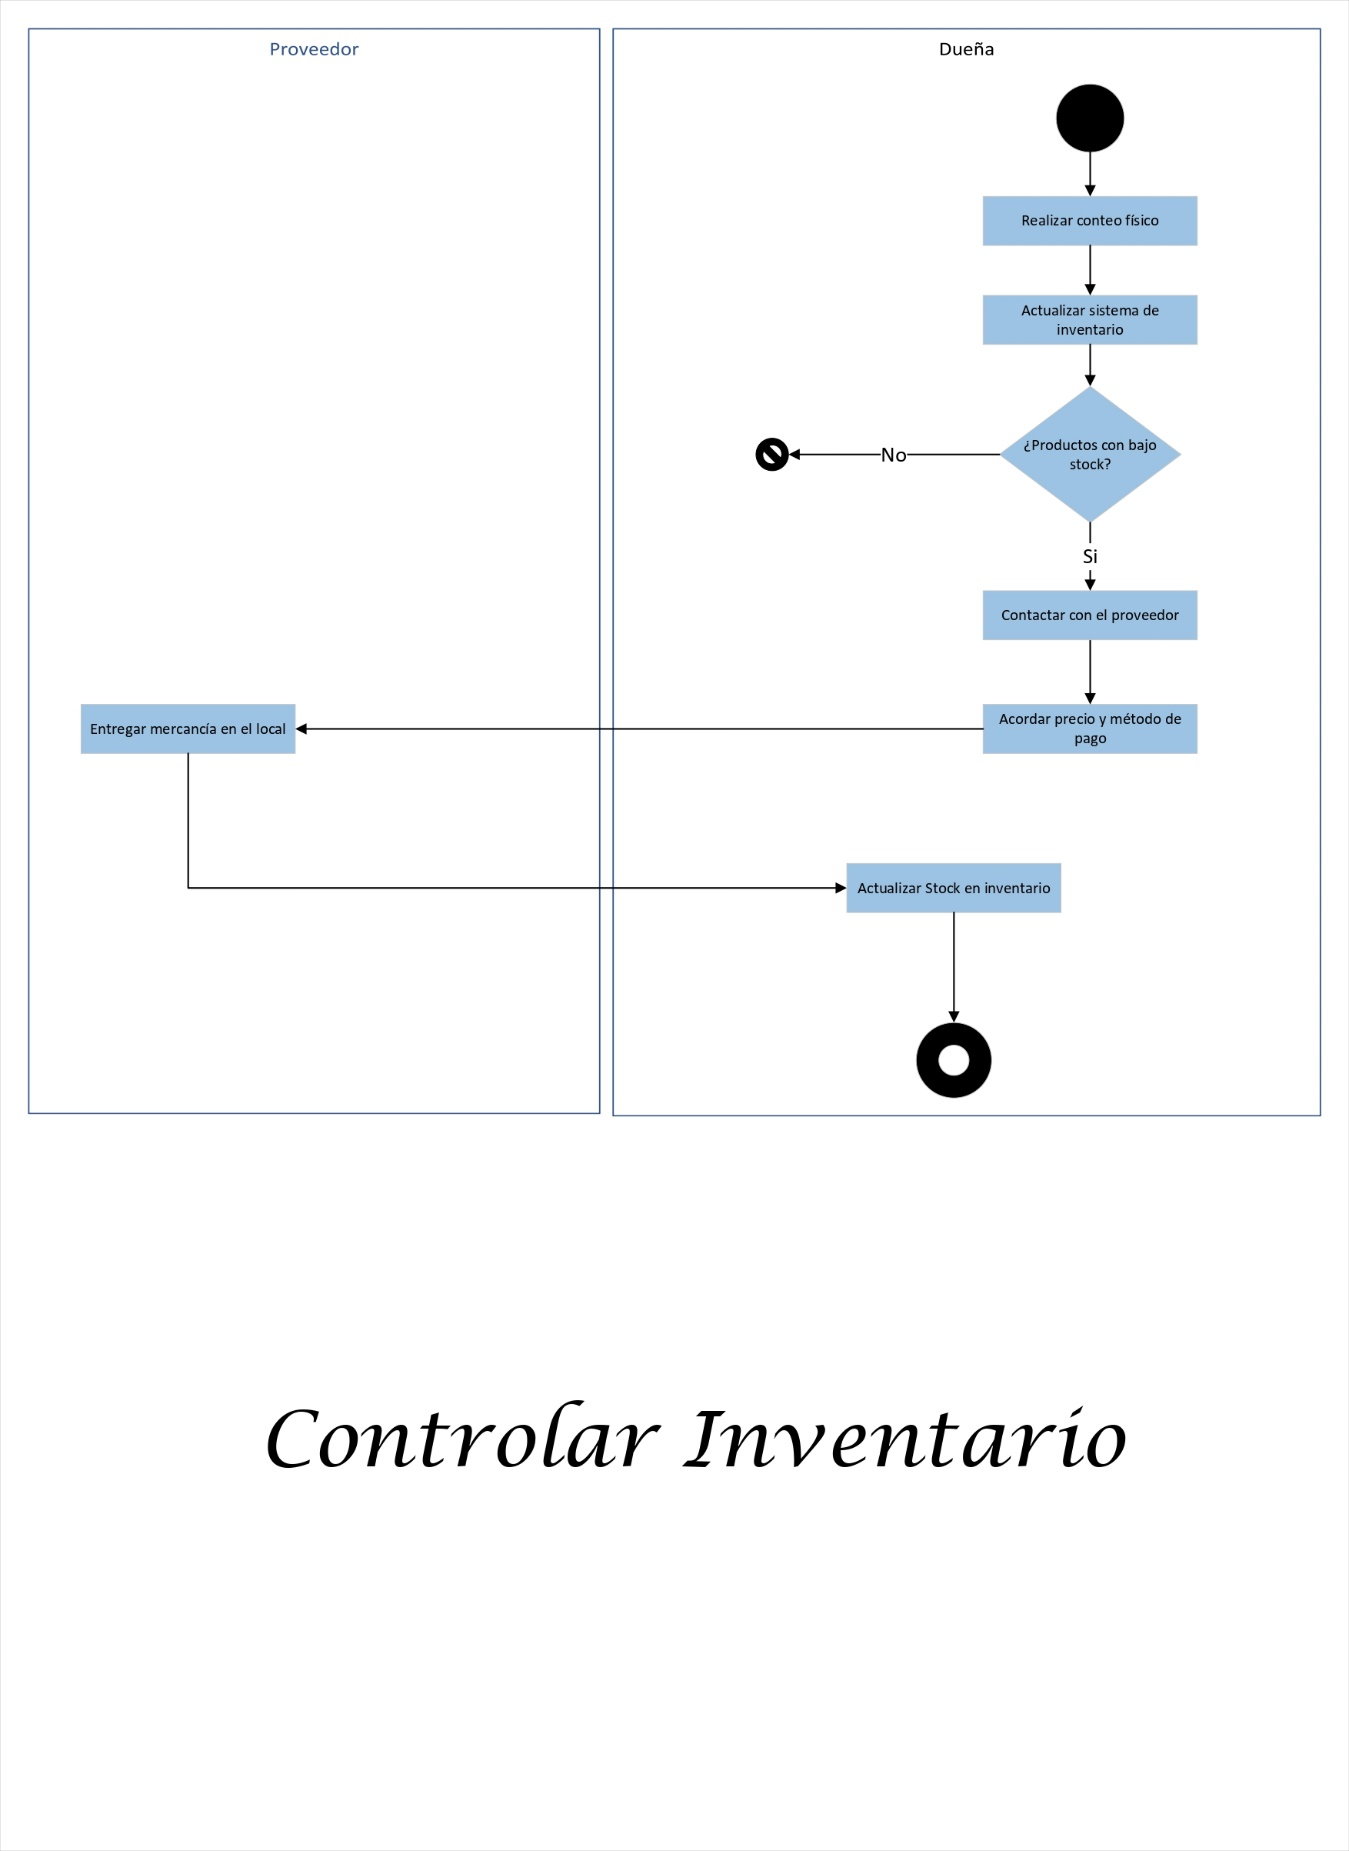 Proveedor
Dueña
Realizar conteo físico
Actualizar sistema de
inventario
¿Productos con bajo
stock?
No
Si
Contactar con el proveedor
Acordar precio y método de
pago
Entregar mercancía en el local
Actualizar Stock en inventario
Controlar Inventario